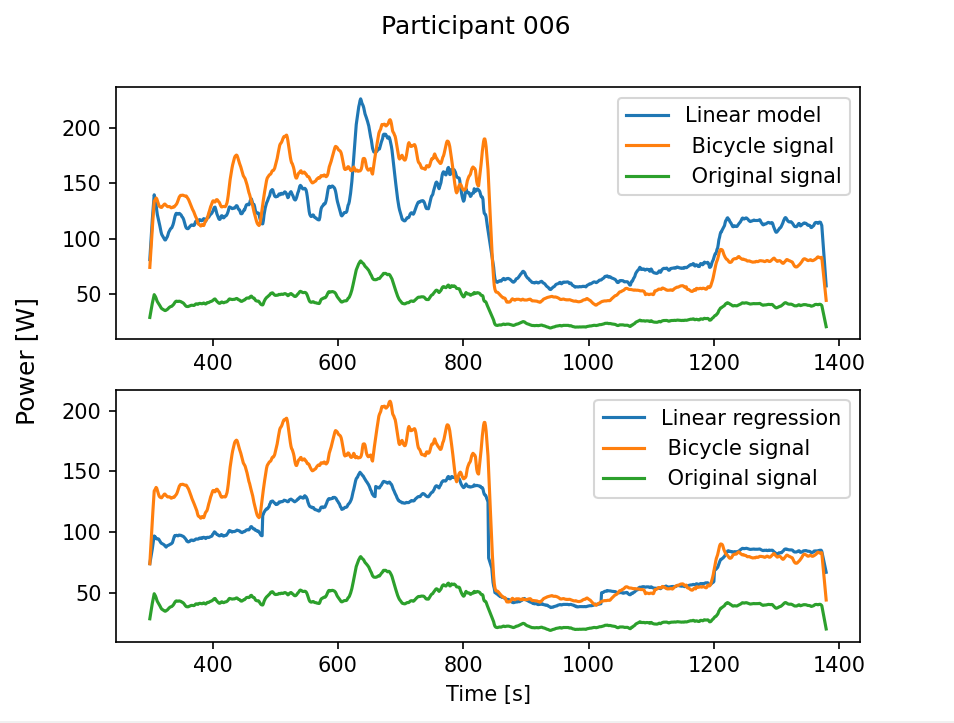 Participant 006
Power [W]
200
150
100
50
Linear model
Bicycle signal
Original signal
400 600 800 1000 1200 1400
200
150
100
50
Linear regression
Bicycle signal
Original signal
400 600 800 1000 1200 1400
Time [s]